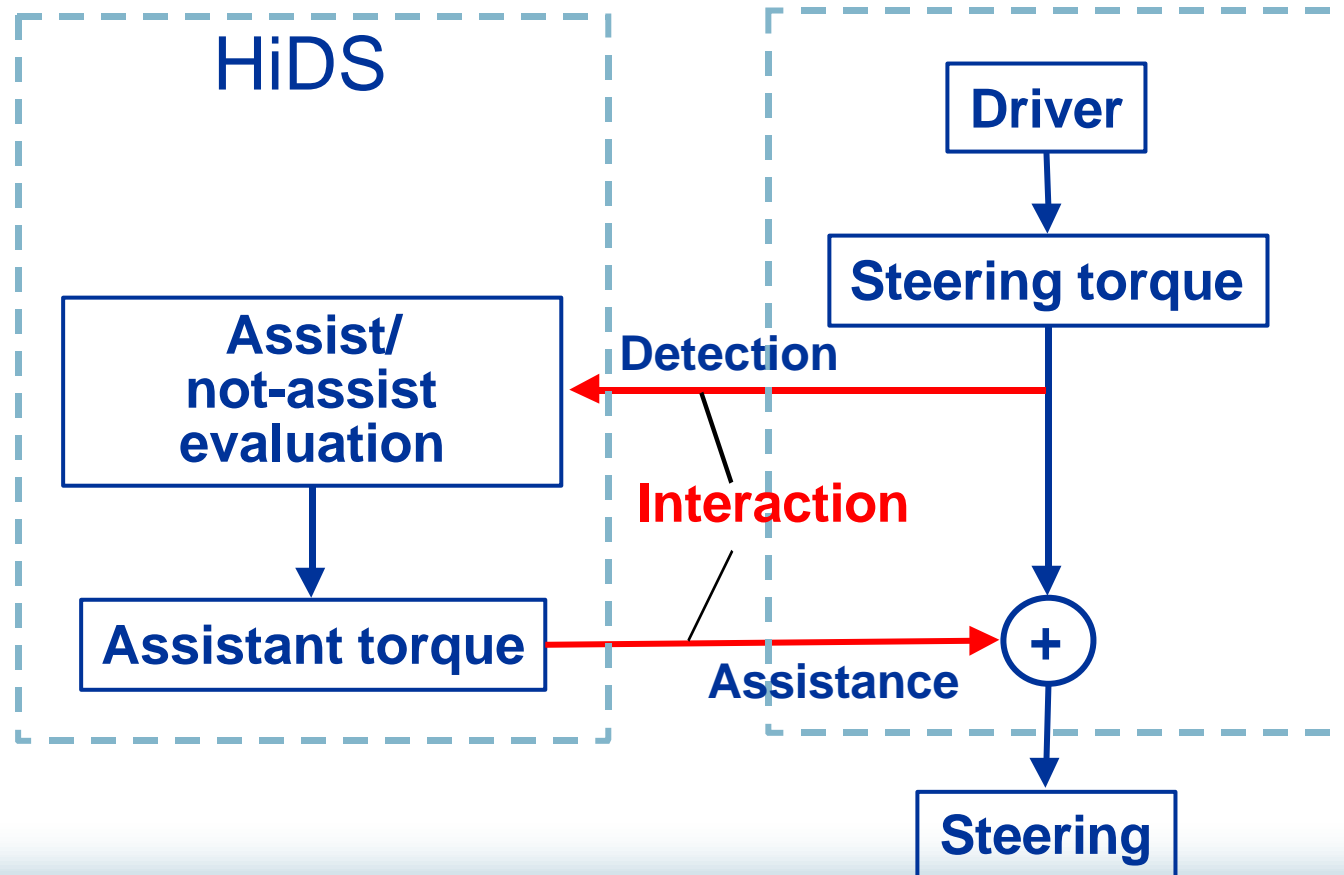 HiDS
Driver
Steering torque
Detection
Assist/
not-assist
evaluation
Interaction
Assistant torque
+
Assistance
Steering